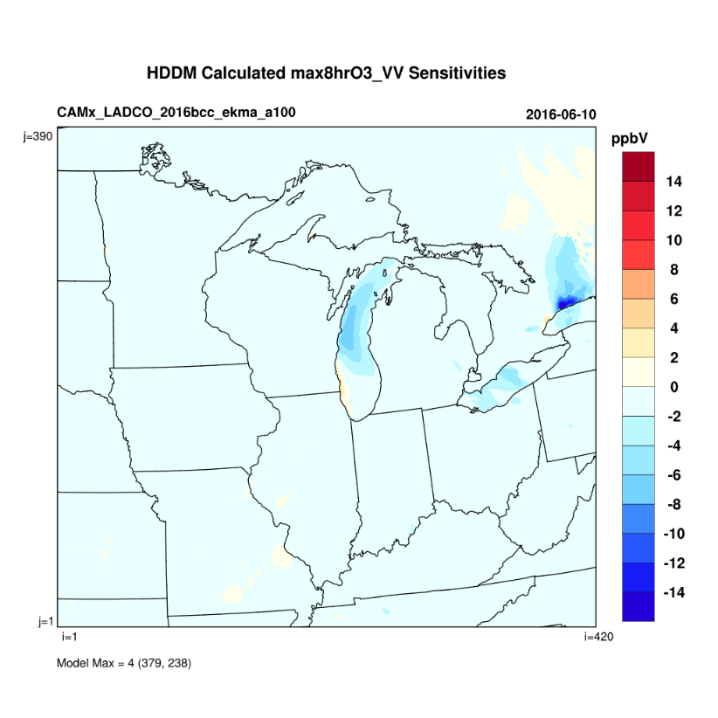 HDDM Calculated max8hrO3_VV Sensitivities
CAMx_LADCO_2016bcc_ekma_a100 2016-06-10
j=390
ppbV
14
12
10
8
6
4
2
0
-2
-4
-6
-8
-10
-12
-14
j=1
i=1 i=420
Model Max = 4 (379, 238)